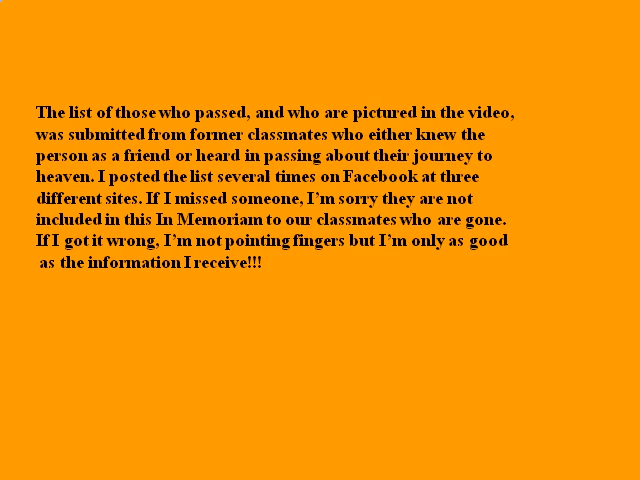 The list of those who passed, and who are pictured in the video,
was submitted from former classmates who either knew the
person as a friend or heard in passing about their journey to
heaven. I posted the list several times on Facebook at three
different sites. If I missed someone, I’m sorry they are not
included in this In Memoriam to our classmates who are gone.
If I got it wrong, I’m not pointing fingers but I’m only as good
as the information I receive!!!